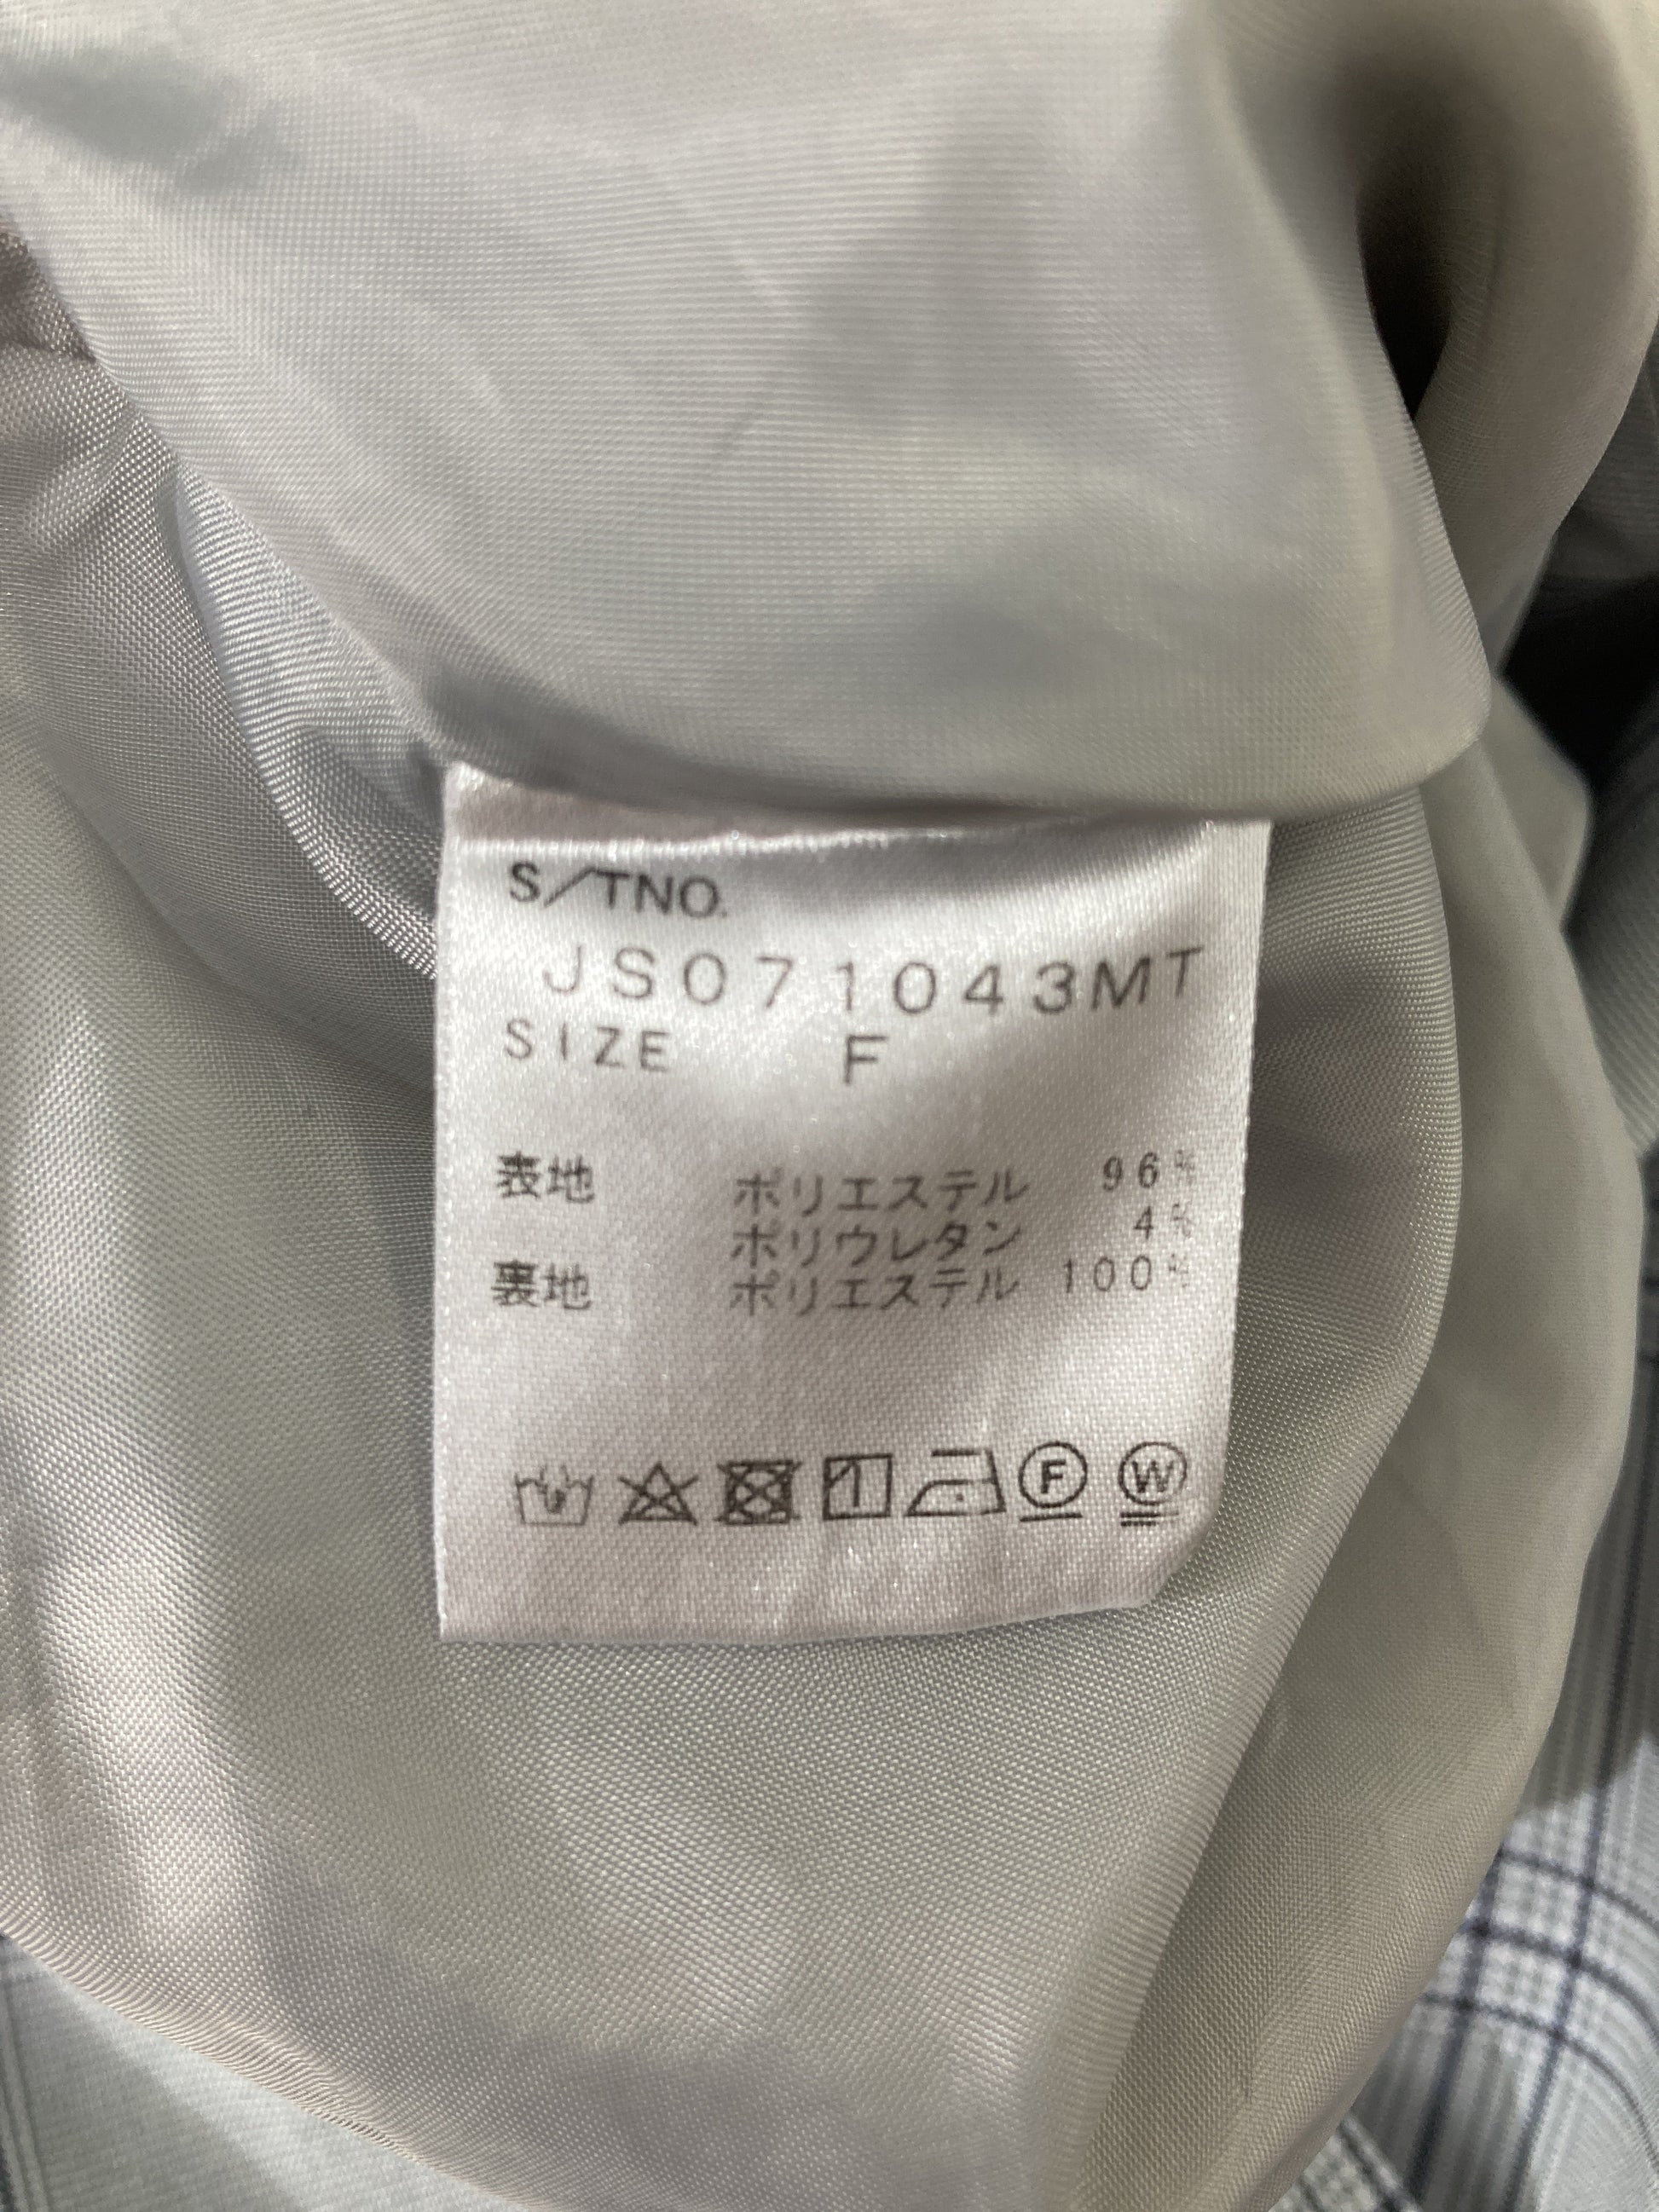 S/TNO.
JS071043MT
SIZE F
表地 ポリエステル 96%
ポリウレタン 4%
裏地 ポリエステル 100%
F W